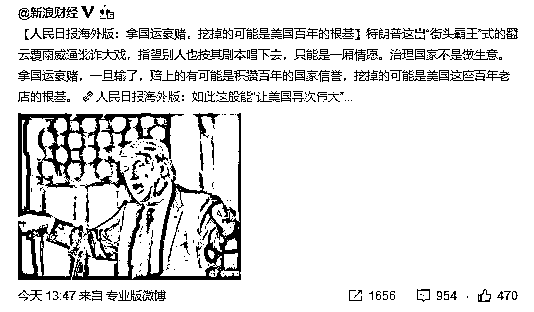 @新浪财经
【人民日报海外版：拿国运豪赌，挖掉的可能是美国百年的根基】特朗普这出“街头霸王”式的翻
云覆雨威逼讹诈大戏，指望别人也按其剧本唱下去，只能是一厢情愿。治理国家不是做生意。
拿国运豪赌，一旦输了，赔上的有可能是积攒百年的国家信誉，挖掉的可能是美国这座百年老
店的根基。 人民日报海外版：如此这般能“让美国再次伟大”...
今天 13:47 来自 专业版微博
1656 954 470